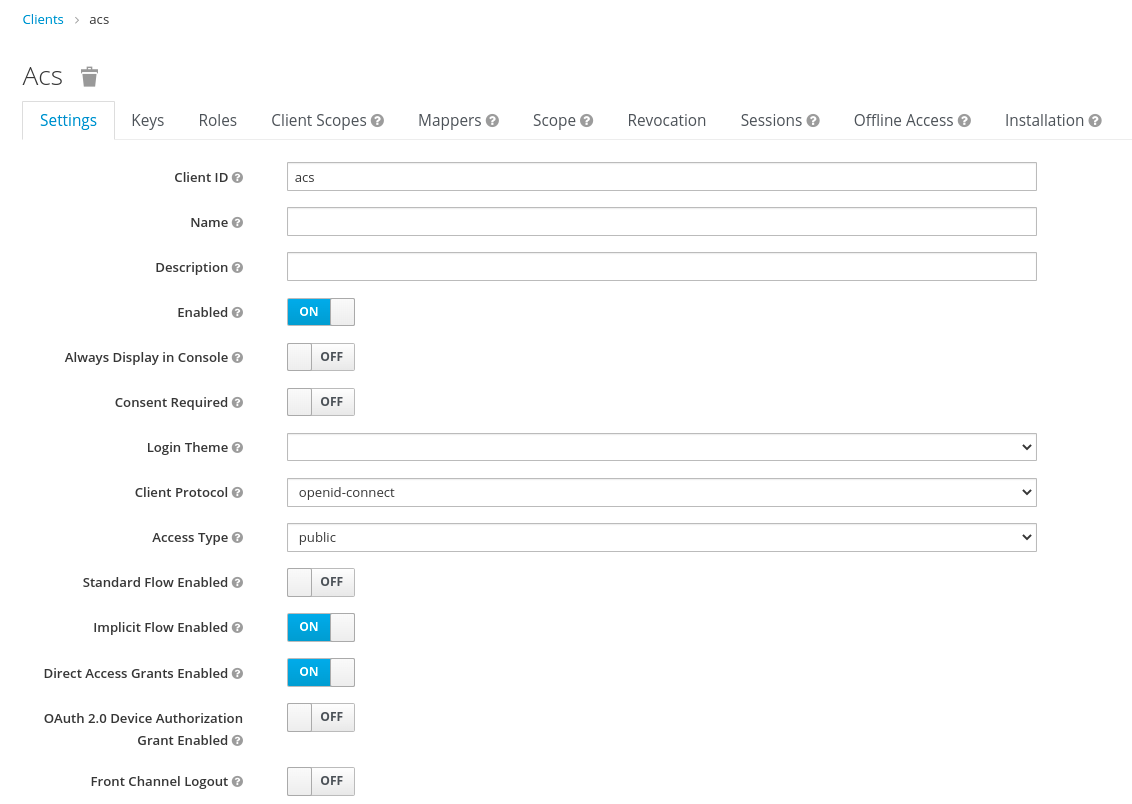 Clients > acs
Acs
Settings Keys Roles Client Scopes Mappers Scope Revocation Sessions Offline Access Installation
Client ID acs
Name
Description
Enabled ON
Always Display in Console OFF
Consent Required OFF
Login Theme
Client Protocol openid-connect
Access Type public
Standard Flow Enabled OFF
Implicit Flow Enabled ON
Direct Access Grants Enabled ON
OAuth 2.0 Device Authorization OFF
Grant Enabled
Front Channel Logout OFF